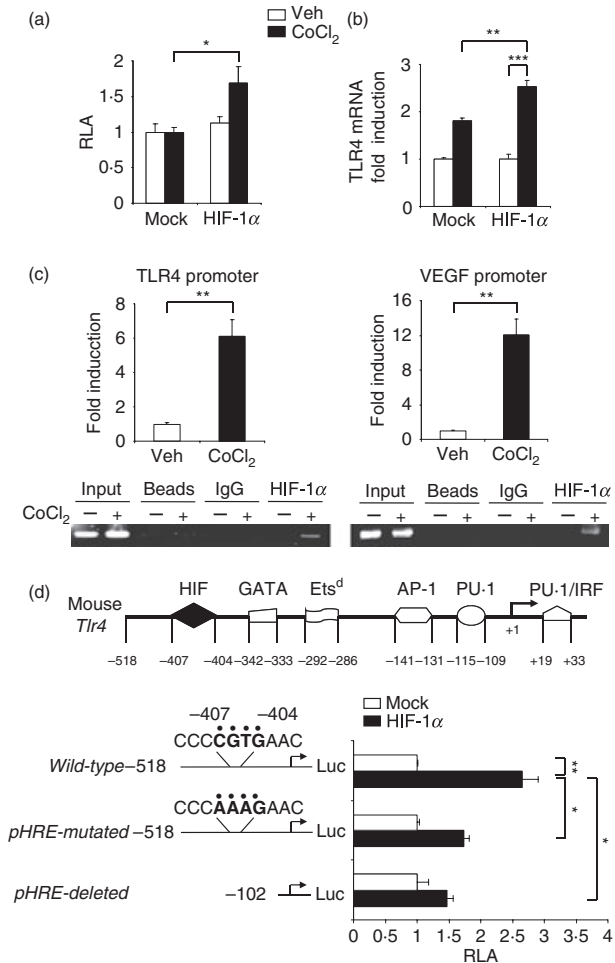 (a)
Veh
CoCl2
(b)
*
2
1·5
1
0·5
0
RLA
Mock
HIF-1α
**
***
3
2
1
0
TLR4 mRNA
fold induction
Mock
HIF-1α
(c)
TLR4 promoter
**
8
6
4
2
0
Fold inducction
Veh
CoCl2
VEGF promoter
**
16
12
8
4
0
Fold induction
Veh
CoCl2
Input Beads IgG HIF-1α
CoCl2 – + – + – + – +
Input Beads IgG HIF-1α
– + – + – + – +
(d)
Mouse
Tlr4
HIF GATA Etsd AP-1 PU·1 PU·1/IRF
+1
–518 –407 –404 –342 –333 –292 –286 –141 –131 –115 –109 +19 +33
Mock
HIF-1α
–407 –404
CCCCGTGAAC
Wild-type–518 Luc
CCCAAAGAAC
pHRE-mutated –518 Luc
pHRE-deleted –102 Luc
**
*
*
0 0·5 1 1·5 2 2·5 3 3·5 4
RLA